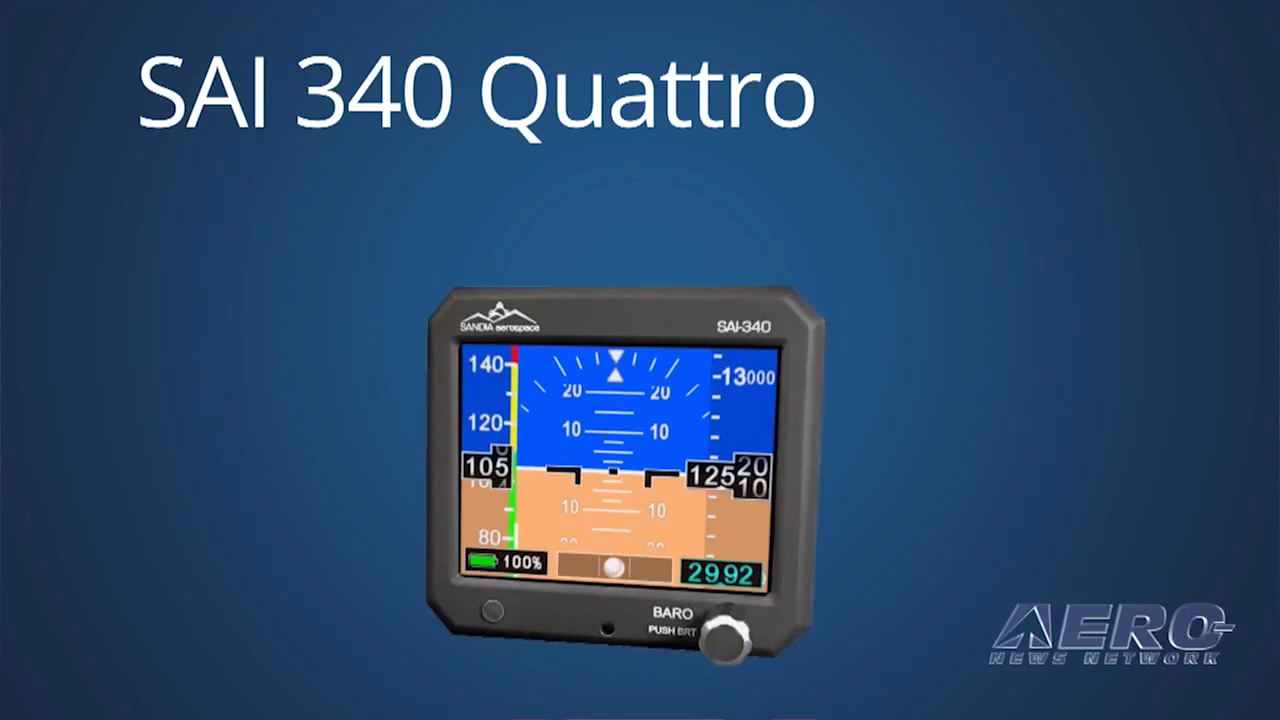 SAI 340 Quattro
SANDIA aerospace
SAI-340
140
13000
20 20
120
10 10
105
125 20
10
10 10
80
100%
2992
BARO
PUSH BRT
AERO
NEWS NETWORK